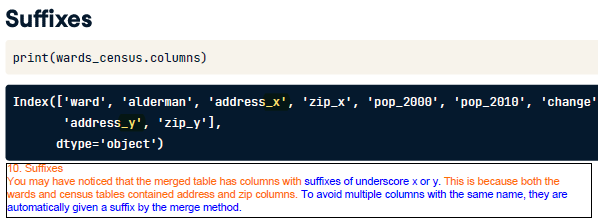 Suffixes
print(wards_census.columns)
Index(['ward', 'alderman', 'address_x', 'zip_x', 'pop_2000', 'pop_2010', 'change'
'address_y', 'zip_y'],
dtype='object')
10. Suffixes
You may have noticed that the merged table has columns with suffixes of underscore x or y. This is because both the
wards and census tables contained address and zip columns. To avoid multiple columns with the same name, they are
automatically given a suffix by the merge method.